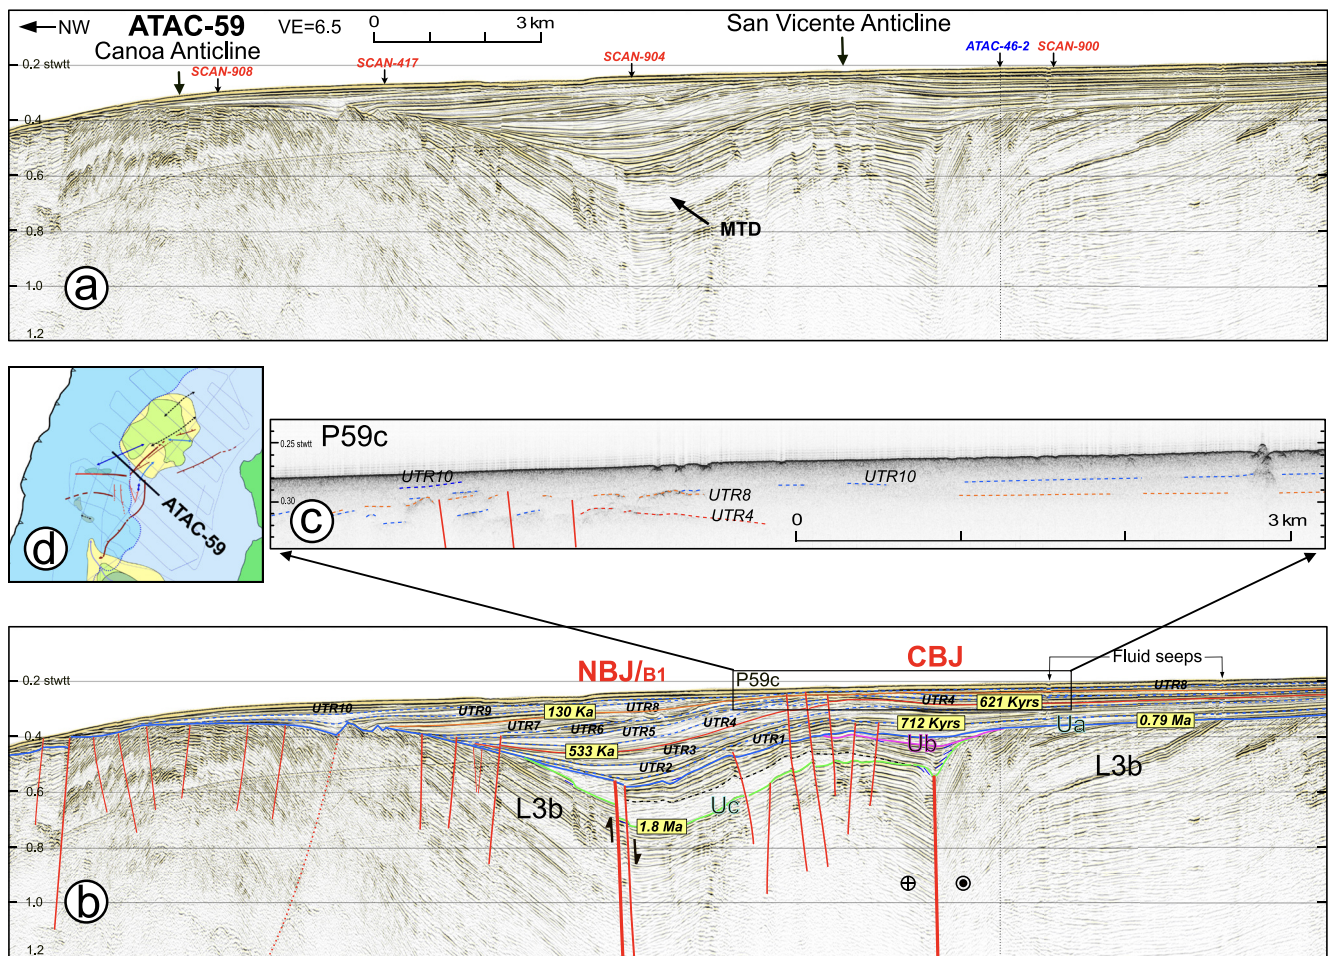 NW ATAC-59 VE=6.5 0 3 km
San Vicente Anticline
Canoa Anticline
SCAN-908 SCAN-417 SCAN-904 ATAC-46-2 SCAN-900
0.2 stwtt
0.4
0.6
MTD
0.8
a
1.0
1.2
d
ATAC-59
P59c
0.25 stwtt
UTR10 UTR10
UTR8
0.30
UTR4
c
0 3 km
NBJ/B1 CBJ
Fluid seeps
0.2 stwtt
P59c
UTR8
UTR10 UTR9 130 Ka UTR8 UTR4 621 Kyrs
UTR7 UTR6 UTR5 UTR4 712 Kyrs Ua 0.79 Ma
0.4
533 Ka UTR3 UTR1 Ub
UTR2
L3b
0.6
L3b Uc
1.8 Ma
0.8
b
1.0
1.2